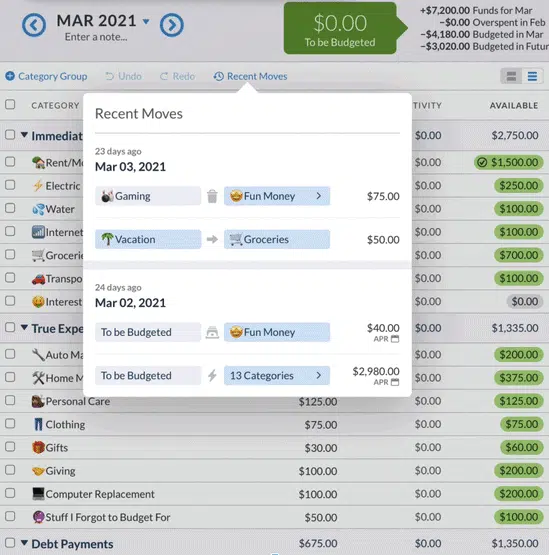 MAR 2021
Enter a note...
$0.00
To be Budgeted
+$7,200.00 Funds for Mar
−$0.00 Overspent in Feb
−$4,180.00 Budgeted in Mar
−$3,020.00 Budgeted in Futur
Category Group Undo Redo Recent Moves
CATEGORY TIVITY AVAILABLE
Immediat $0.00 $2,750.00
Rent/Mo $0.00 $1,500.00
Electric $0.00 $250.00
Water $0.00 $100.00
Internet $0.00 $100.00
Grocerie $0.00 $700.00
Transpo $0.00 $100.00
Interest $0.00 $0.00
True Expe $0.00 $1,335.00
Auto Ma $0.00 $200.00
Home M $0.00 $375.00
Recent Moves
23 days ago
Mar 03, 2021
Gaming Fun Money $75.00
Vacation Groceries $50.00
24 days ago
Mar 02, 2021
To be Budgeted Fun Money $40.00
APR
To be Budgeted 13 Categories $2,980.00
APR
Personal Care $125.00 $0.00 $125.00
Clothing $75.00 $0.00 $75.00
Gifts $30.00 $0.00 $60.00
Giving $100.00 $0.00 $200.00
Computer Replacement $100.00 $0.00 $200.00
Stuff I Forgot to Budget For $50.00 $0.00 $100.00
Debt Payments $675.00 $0.00 $1,350.00